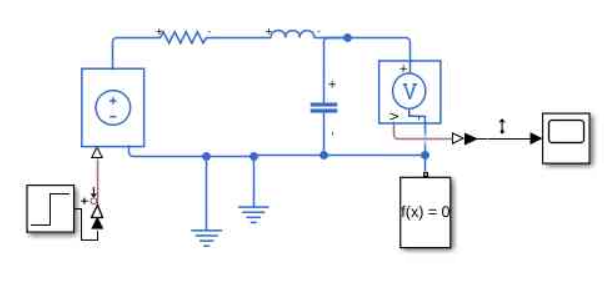 + -
+ -
+
-
+
-
+
V
V
+
f(x) = 0